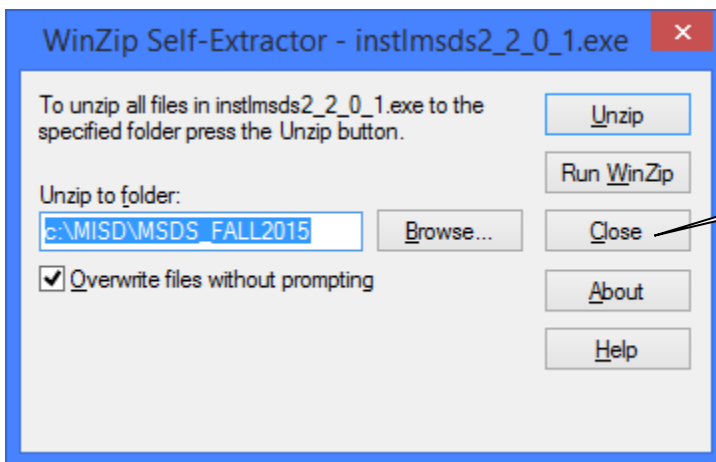 WinZip Self-Extractor - instlmsds2_2_0_1.exe
To unzip all files in instlmsds2_2_0_1.exe to the
specified folder press the Unzip button.
Unzip to folder:
c:\MISD\MSDS_FALL2015
Browse...
Overwrite files without prompting
Unzip
Run WinZip
Close
About
Help